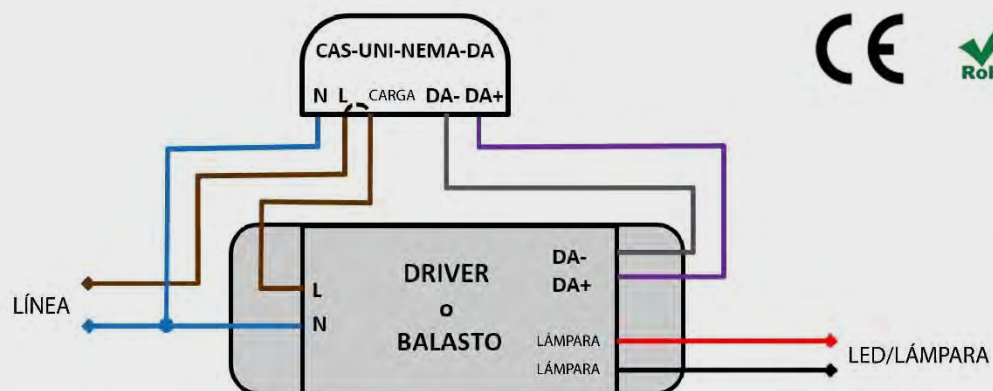 CAS-UNI-NEMA-DA
N L CARGA DA- DA+
CE
LÍNEA
L
N
DRIVER
o
BALASTO
DA-
DA+
LÁMPARA
LÁMPARA
LED/LÁMPARA